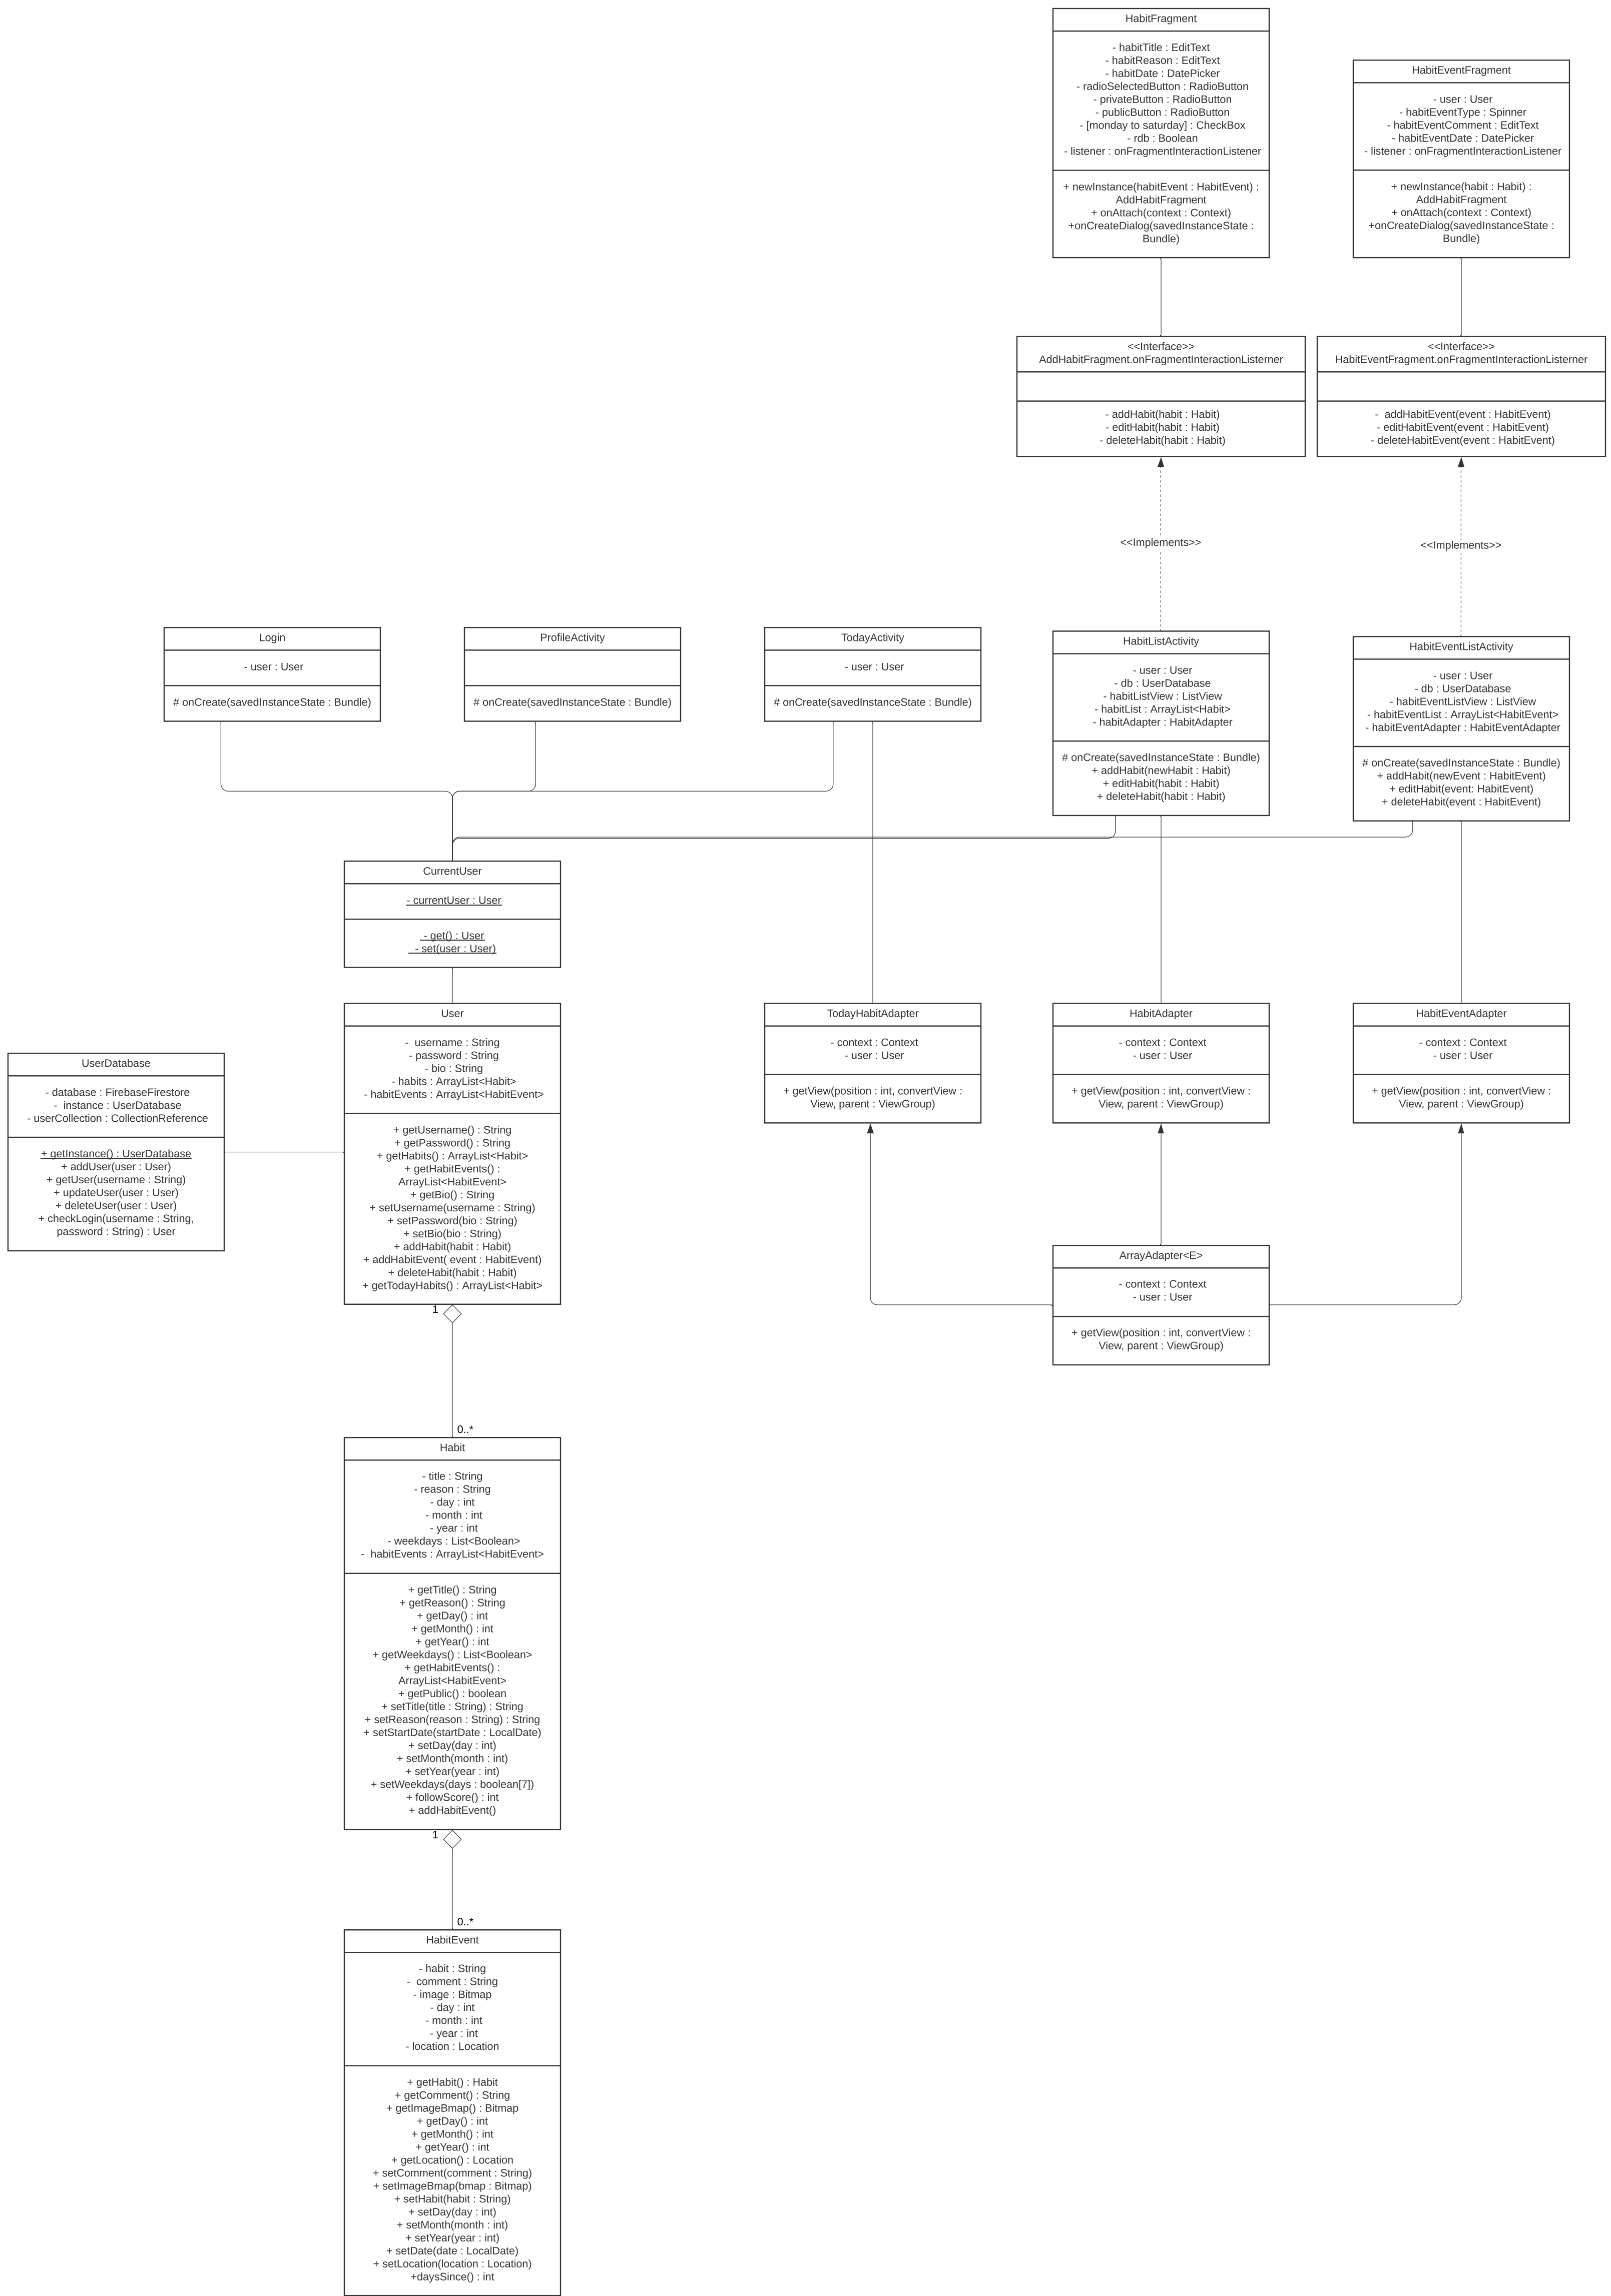 HabitFragment
- habitTitle : EditText
- habitReason : EditText
- habitDate : DatePicker
- radioSelectedButton : RadioButton
- privateButton : RadioButton
- publicButton : RadioButton
- [monday to saturday] : CheckBox
- rdb : Boolean
- listener : onFragmentInteractionListener
+ newInstance(habitEvent : HabitEvent) :
AddHabitFragment
+ onAttach(context : Context)
+onCreateDialog(savedInstanceState :
Bundle)
HabitEventFragment
- user : User
- habitEventType : Spinner
- habitEventComment : EditText
- habitEventDate : DatePicker
- listener : onFragmentInteractionListener
+ newInstance(habit : Habit) :
AddHabitFragment
+ onAttach(context : Context)
+onCreateDialog(savedInstanceState :
Bundle)
<<Interface>>
AddHabitFragment.onFragmentInteractionListerner
- addHabit(habit : Habit)
- editHabit(habit : Habit)
- deleteHabit(habit : Habit)
<<Interface>>
HabitEventFragment.onFragmentInteractionListerner
- addHabitEvent(event : HabitEvent)
- editHabitEvent(event : HabitEvent)
- deleteHabitEvent(event : HabitEvent)
<<Implements>>
<<Implements>>
Login
- user : User
# onCreate(savedInstanceState : Bundle)
ProfileActivity
# onCreate(savedInstanceState : Bundle)
TodayActivity
- user : User
# onCreate(savedInstanceState : Bundle)
HabitListActivity
- user : User
- db : UserDatabase
- habitListView : ListView
- habitList : ArrayList<Habit>
- habitAdapter : HabitAdapter
# onCreate(savedInstanceState : Bundle)
+ addHabit(newHabit : Habit)
+ editHabit(habit : Habit)
+ deleteHabit(habit : Habit)
HabitEventListActivity
- user : User
- db : UserDatabase
- habitEventListView : ListView
- habitEventList : ArrayList<HabitEvent>
- habitEventAdapter : HabitEventAdapter
# onCreate(savedInstanceState : Bundle)
+ addHabit(newEvent : HabitEvent)
+ editHabit(event: HabitEvent)
+ deleteHabit(event : HabitEvent)
CurrentUser
- currentUser : User
- get() : User
- set(user : User)
User
- username : String
- password : String
- bio : String
- habits : ArrayList<Habit>
- habitEvents : ArrayList<HabitEvent>
+ getUsername() : String
+ getPassword() : String
+ getHabits() : ArrayList<Habit>
+ getHabitEvents() :
ArrayList<HabitEvent>
+ getBio() : String
+ setUsername(username : String)
+ setPassword(bio : String)
+ setBio(bio : String)
+ addHabit(habit : Habit)
+ addHabitEvent( event : HabitEvent)
+ deleteHabit(habit : Habit)
+ getTodayHabits() : ArrayList<Habit>
UserDatabase
- database : FirebaseFirestore
- instance : UserDatabase
- userCollection : CollectionReference
+ getInstance() : UserDatabase
+ addUser(user : User)
+ getUser(username : String)
+ updateUser(user : User)
+ deleteUser(user : User)
+ checkLogin(username : String,
password : String) : User
TodayHabitAdapter
- context : Context
- user : User
+ getView(position : int, convertView :
View, parent : ViewGroup)
HabitAdapter
- context : Context
- user : User
+ getView(position : int, convertView :
View, parent : ViewGroup)
HabitEventAdapter
- context : Context
- user : User
+ getView(position : int, convertView :
View, parent : ViewGroup)
ArrayAdapter<E>
- context : Context
- user : User
+ getView(position : int, convertView :
View, parent : ViewGroup)
1
0..*
Habit
- title : String
- reason : String
- day : int
- month : int
- year : int
- weekdays : List<Boolean>
- habitEvents : ArrayList<HabitEvent>
+ getTitle() : String
+ getReason() : String
+ getDay() : int
+ getMonth() : int
+ getYear() : int
+ getWeekdays() : List<Boolean>
+ getHabitEvents() :
ArrayList<HabitEvent>
+ getPublic() : boolean
+ setTitle(title : String) : String
+ setReason(reason : String) : String
+ setStartDate(startDate : LocalDate)
+ setDay(day : int)
+ setMonth(month : int)
+ setYear(year : int)
+ setWeekdays(days : boolean[7])
+ followScore() : int
+ addHabitEvent()
1
0..*
HabitEvent
- habit : String
- comment : String
- image : Bitmap
- day : int
- month : int
- year : int
- location : Location
+ getHabit() : Habit
+ getComment() : String
+ getImageBmap() : Bitmap
+ getDay() : int
+ getMonth() : int
+ getYear() : int
+ getLocation() : Location
+ setComment(comment : String)
+ setImageBmap(bmap : Bitmap)
+ setHabit(habit : String)
+ setDay(day : int)
+ setMonth(month : int)
+ setYear(year : int)
+ setDate(date : LocalDate)
+ setLocation(location : Location)
+daysSince() : int